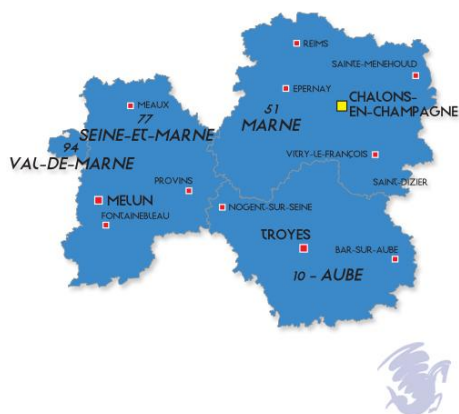 REIMS
SAINTE-MENEHOULD
EPERNAY
CHALONS-
EN-CHAMPAGNE
MEAUX
77
SEINE-ET-MARNE
51
MARNE
94
VAL-DE-MARNE
VITRY-LE-FRANÇOIS
PROVINS
SAINT-DIZIER
MELUN
NOGENT-SUR-SEINE
FONTAINEBLEAU
TROYES
BAR-SUR-AUBE
10 - AUBE